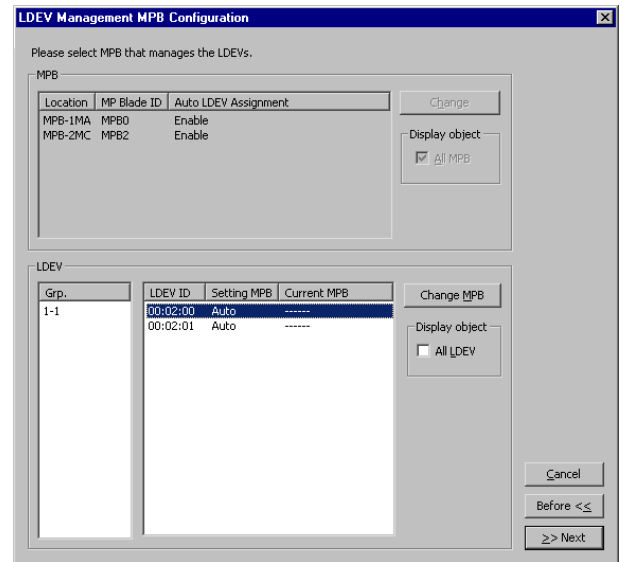 LDEV Management MPB Configuration
Please select MPB that manages the LDEVs.
MPB
Location MP Blade ID Auto LDEV Assignment
MPB-1MA MPB0 Enable
MPB-2MC MPB2 Enable
Change
Display object
All MPB
LDEV
Grp.
1-1
LDEV ID Setting MPB Current MPB
00:02:00 Auto ------
00:02:01 Auto ------
Change MPB
Display object
All LDEV
Cancel
Before <<
>> Next